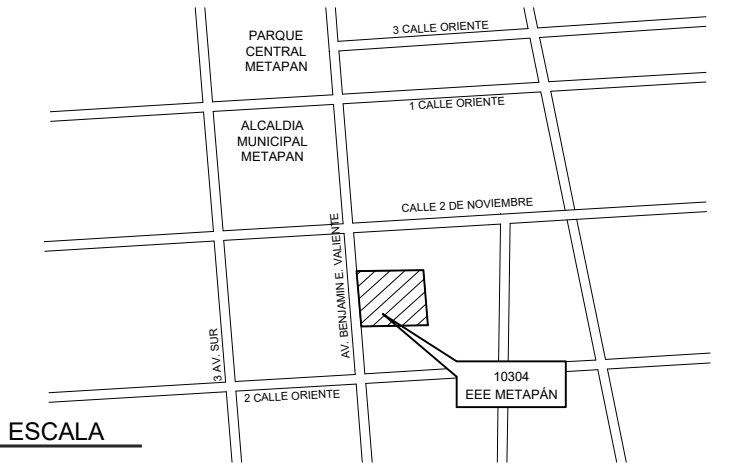 3 CALLE ORIENTE
PARQUE
CENTRAL
METAPAN
1 CALLE ORIENTE
ALCALDIA
MUNICIPAL
METAPAN
CALLE 2 DE NOVIEMBRE
AV. BENJAMIN E. VALIENTE
3 AV. SUR
10304
EEE METAPÁN
2 CALLE ORIENTE
ESCALA